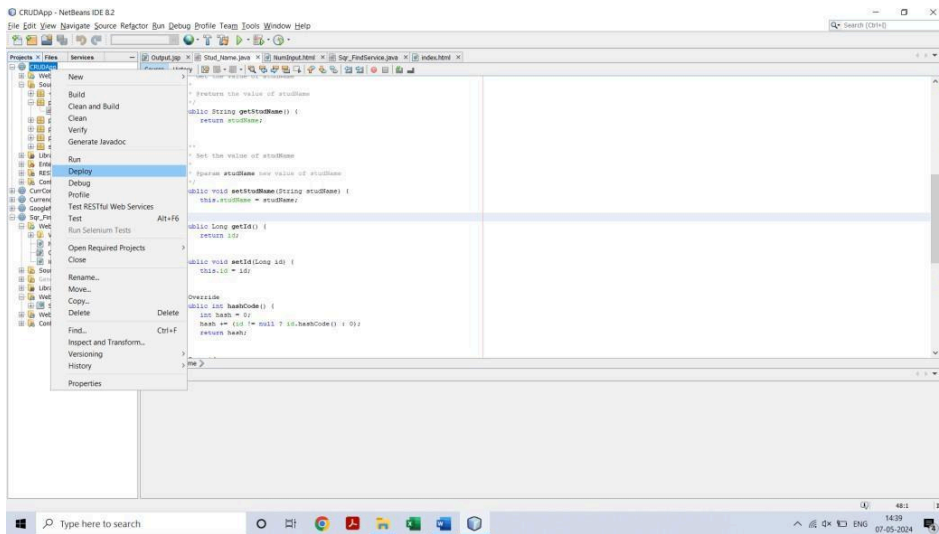 CRUDApp - NetBeans IDE 8.2
File Edit View Navigate Source Refactor Run Debug Profile Team Tools Window Help
Search (Ctrl+I)
Projects × Files Services
Output.jsp × Stud_Name.java × NumInput.html × Sqr_FindService.java × index.html ×
CRUDApp
New
Build
Clean and Build
Clean
Verify
Generate Javadoc
Run
Deploy
Debug
Profile
Test RESTful Web Services
Test Alt+F6
Run Selenium Tests
Open Required Projects
Close
Rename...
Move...
Copy...
Delete Delete
Find... Ctrl+F
Inspect and Transform...
Versioning
History
Properties
* @return the value of studName
*/
ublic String getStudName() {
return studName;
* Set the value of studName
*
* @param studName new value of studName
*/
ublic void setStudName(String studName) {
this.studName = studName;
ublic Long getId() {
return id;
ublic void setId(Long id) {
this.id = id;
Override
ublic int hashCode() {
int hash = 0;
hash += (id != null ? id.hashCode() : 0);
return hash;
me
48:1
Type here to search
ENG
14:39
07-05-2024